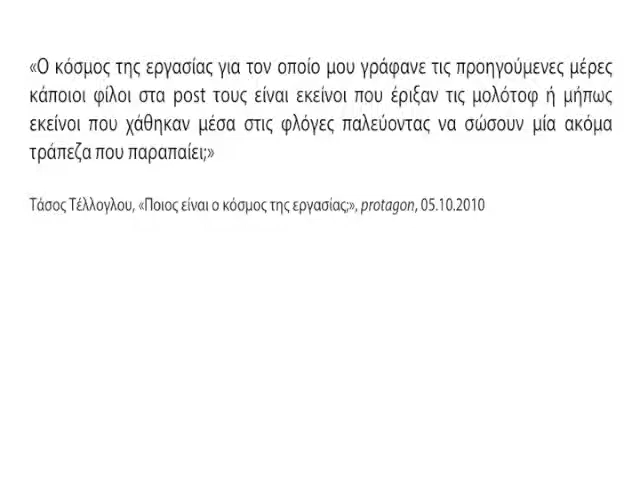 «Ο κόσμος της εργασίας για τον οποίο μου γράφανε τις προηγούμενες μέρες
κάποιοι φίλοι στα post τους είναι εκείνοι που έριξαν τις μολότοφ ή μήπως
εκείνοι που χάθηκαν μέσα στις φλόγες παλεύοντας να σώσουν μία ακόμα
τράπεζα που παραπαίει;»
Τάσος Τέλλογλου, «Ποιος είναι ο κόσμος της εργασίας;», protagon, 05.10.2010